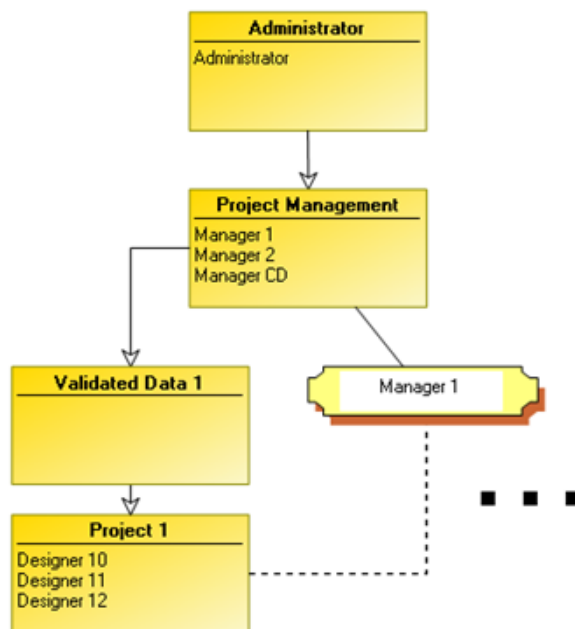 Administrator
Administrator
Project Management
Manager 1
Manager 2
Manager CD
Validated Data 1
Manager 1
Project 1
Designer 10
Designer 11
Designer 12